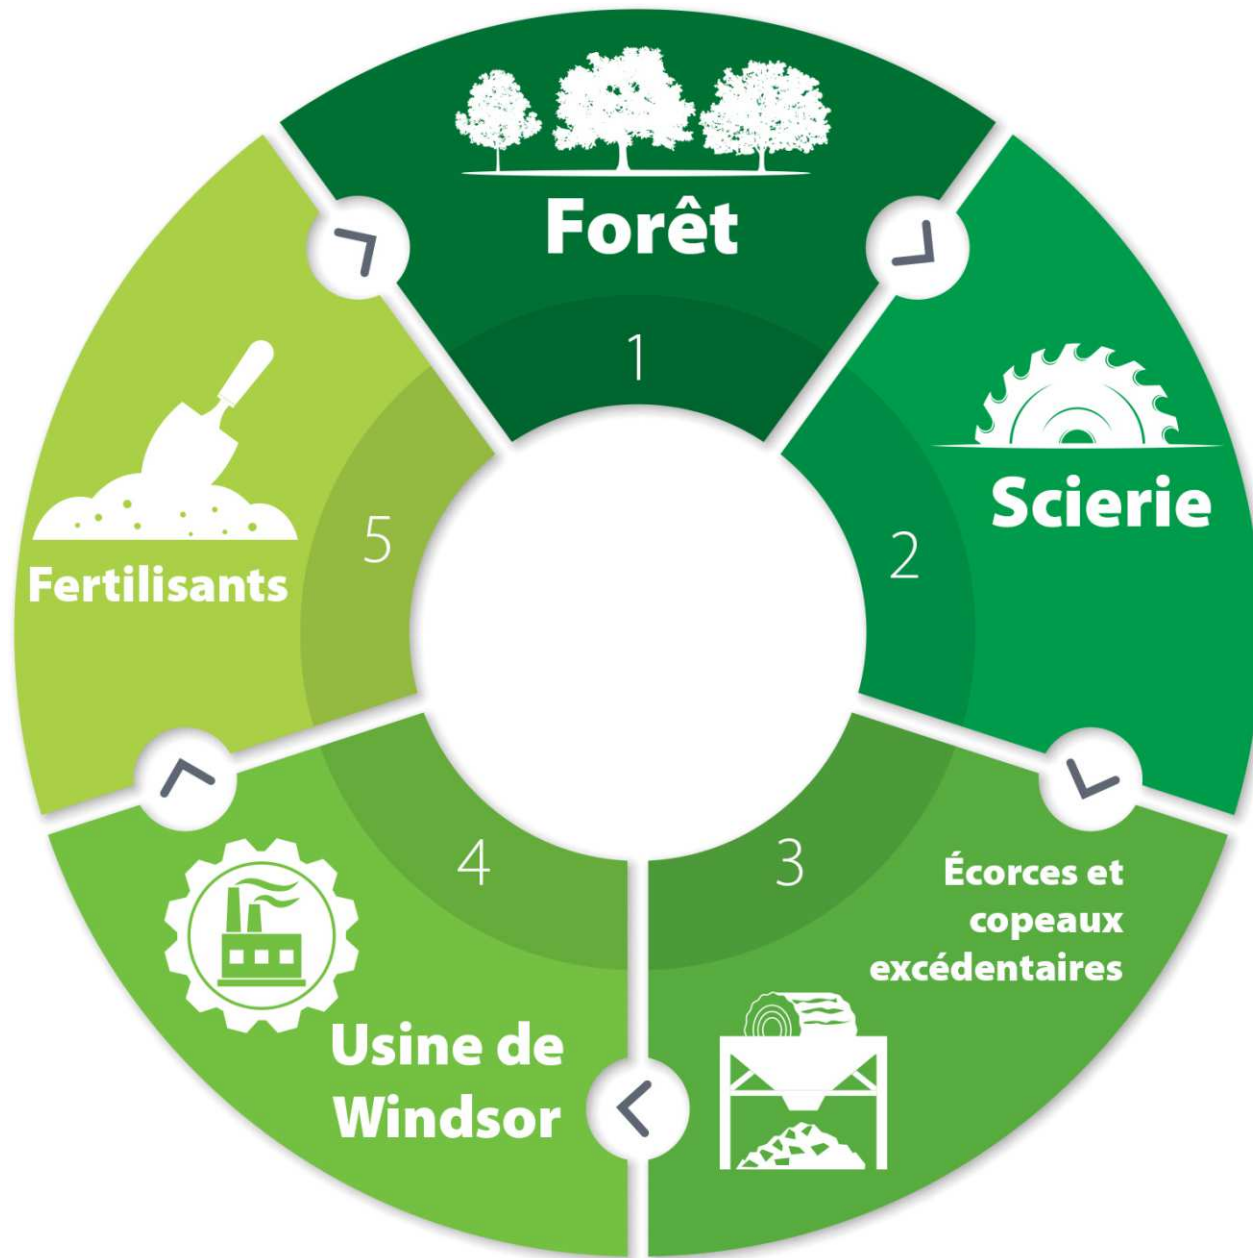 Forêt
1
Scierie
2
3
Écorces et
copeaux
excédentaires
4
Usine de
Windsor
5
Fertilisants